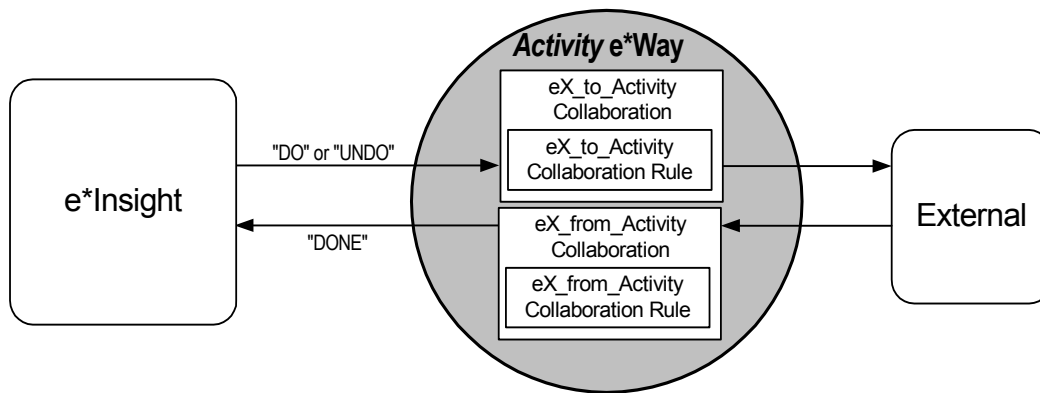 Activity e*Way
eX_to_Activity
Collaboration
eX_to_Activity
Collaboration Rule
"DO" or "UNDO"
e*Insight
External
"DONE"
eX_from_Activity
Collaboration
eX_from_Activity
Collaboration Rule